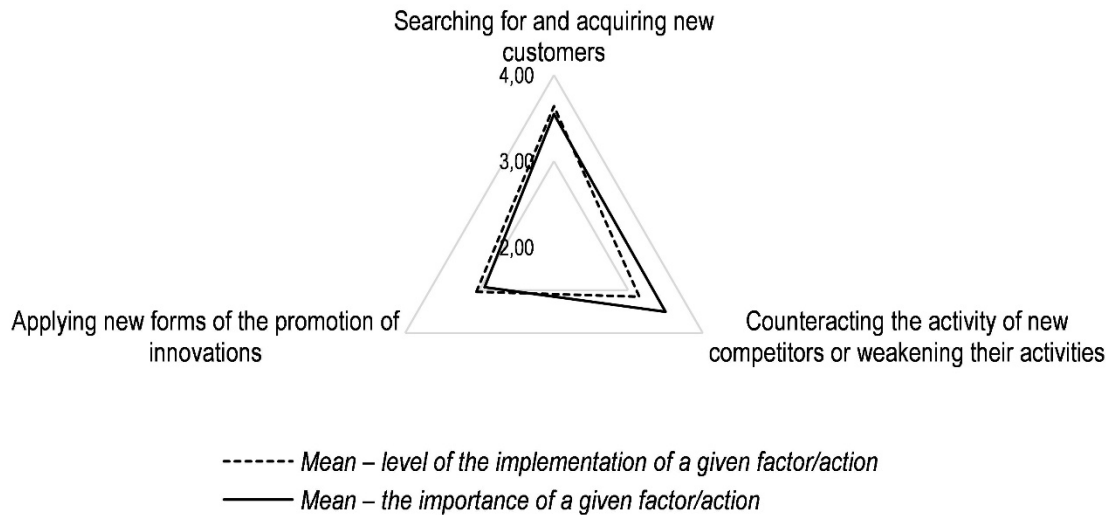 Searching for and acquiring new
customers
4,00
3,00
2,00
Applying new forms of the promotion of
innovations
Counteracting the activity of new
competitors or weakening their activities
Mean – level of the implementation of a given factor/action
Mean – the importance of a given factor/action